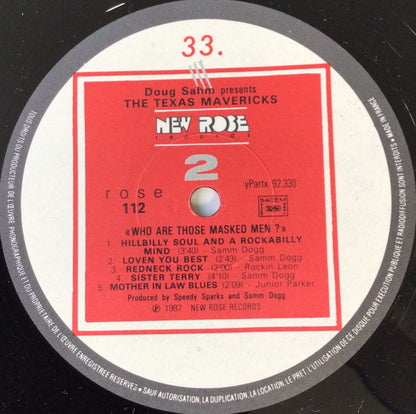 33.
Doug Sahm presents
THE TEXAS MAVERICKS
NEW ROSE
records
2
rose
112
γPartx 92.330
SACEM
«WHO ARE THOSE MASKED MEN ?»
1. HILLBILLY SOUL AND A ROCKABILLY
MIND (3'40) - Samm Dogg
2. LOVEN YOU BEST (2'43) - Samm Dogg
3. REDNECK ROCK (2'00) - Rockin Leon
4. SISTER TERRY (4'10) - Samm Dogg
5. MOTHER IN LAW BLUES (2'09) - Junior Parker
Produced by Speedy Sparks and Samm Dogg
℗ 1987 NEW ROSE RECORDS
TOUS DROITS DU PRODUCTEUR DE L'ŒUVRE PHONOGRAPHIQUE ET DU PROPRIETAIRE DE L'ŒUVRE ENREGISTREE RESERVES • SAUF AUTORISATION, LA DUPLICATION, LA LOCATION, LE PRET, L'UTILISATION DE CE DISQUE POUR EXECUTION PUBLIQUE ET RADIODIFFUSION SONT INTERDITS • MADE IN FRANCE